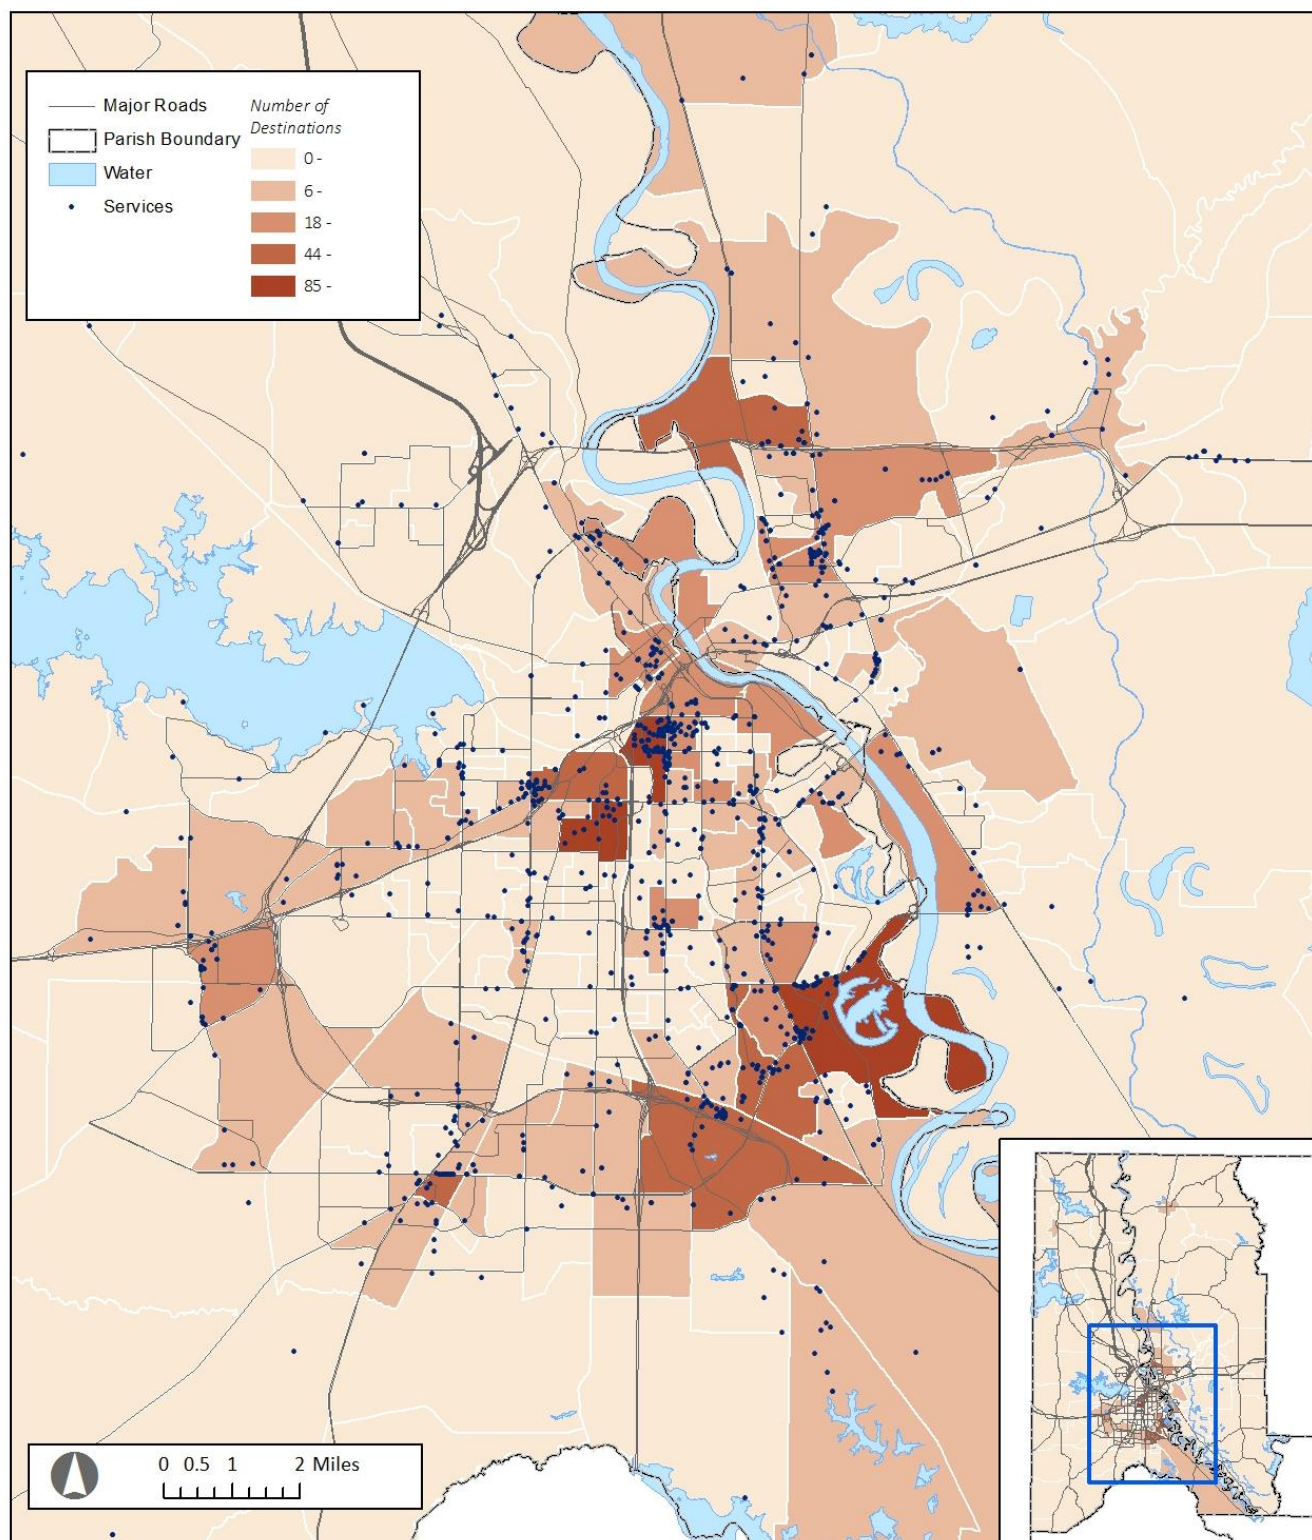 Major Roads
Parish Boundary
Water
Services
Number of
Destinations
0 -
6 -
18 -
44 -
85 -
0 0.5 1 2 Miles